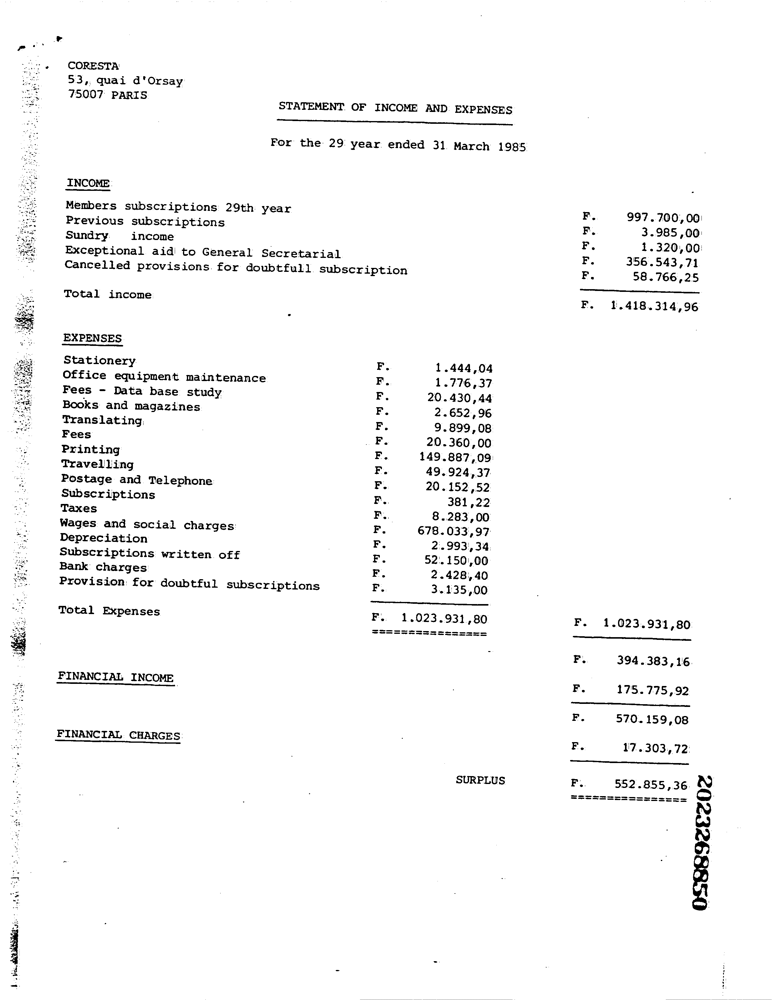 CORESTA
53, quai d'Orsay
75007 PARIS
STATEMENT OF INCOME AND EXPENSES
For the 29 year ended 31 March 1985
INCOME
Members subscriptions 29th year F. 997.700,00
Previous subscriptions F. 3.985,00
Sundry income F. 1.320,00
Exceptional aid to General Secretarial F. 356.543,71
Cancelled provisions for doubtfull subscription F. 58.766,25
Total income F. 1.418.314,96
EXPENSES
Stationery F. 1.444,04
Office equipment maintenance F. 1.776,37
Fees - Data base study F. 20.430,44
Books and magazines F. 2.652,96
Translating F. 9.899,08
Fees F. 20.360,00
Printing F. 149.887,09
Travelling F. 49.924,37
Postage and Telephone F. 20.152,52
Subscriptions F. 381,22
Taxes F. 8.283,00
Wages and social charges F. 678.033,97
Depreciation F. 2.993,34
Subscriptions written off F. 52.150,00
Bank charges F. 2.428,40
Provision for doubtful subscriptions F. 3.135,00
Total Expenses F. 1.023.931,80 F. 1.023.931,80
================
F. 394.383,16
FINANCIAL INCOME F. 175.775,92
F. 570.159,08
FINANCIAL CHARGES F. 17.303,72
SURPLUS F. 552.855,36
================
2023268850